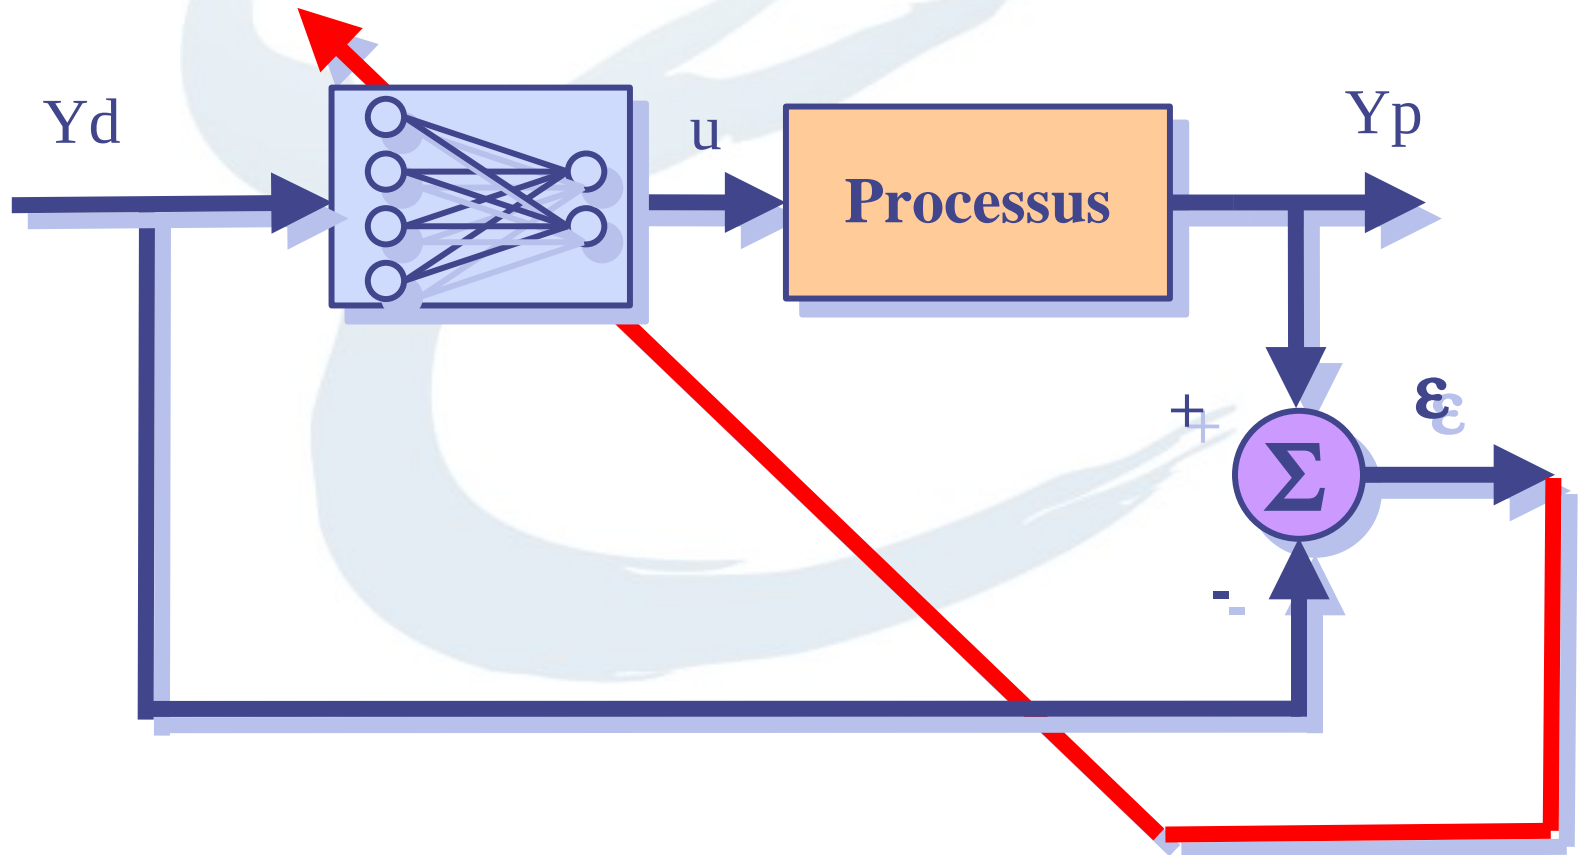 Yd
u
Processus
Yp
+
ε
Σ
-